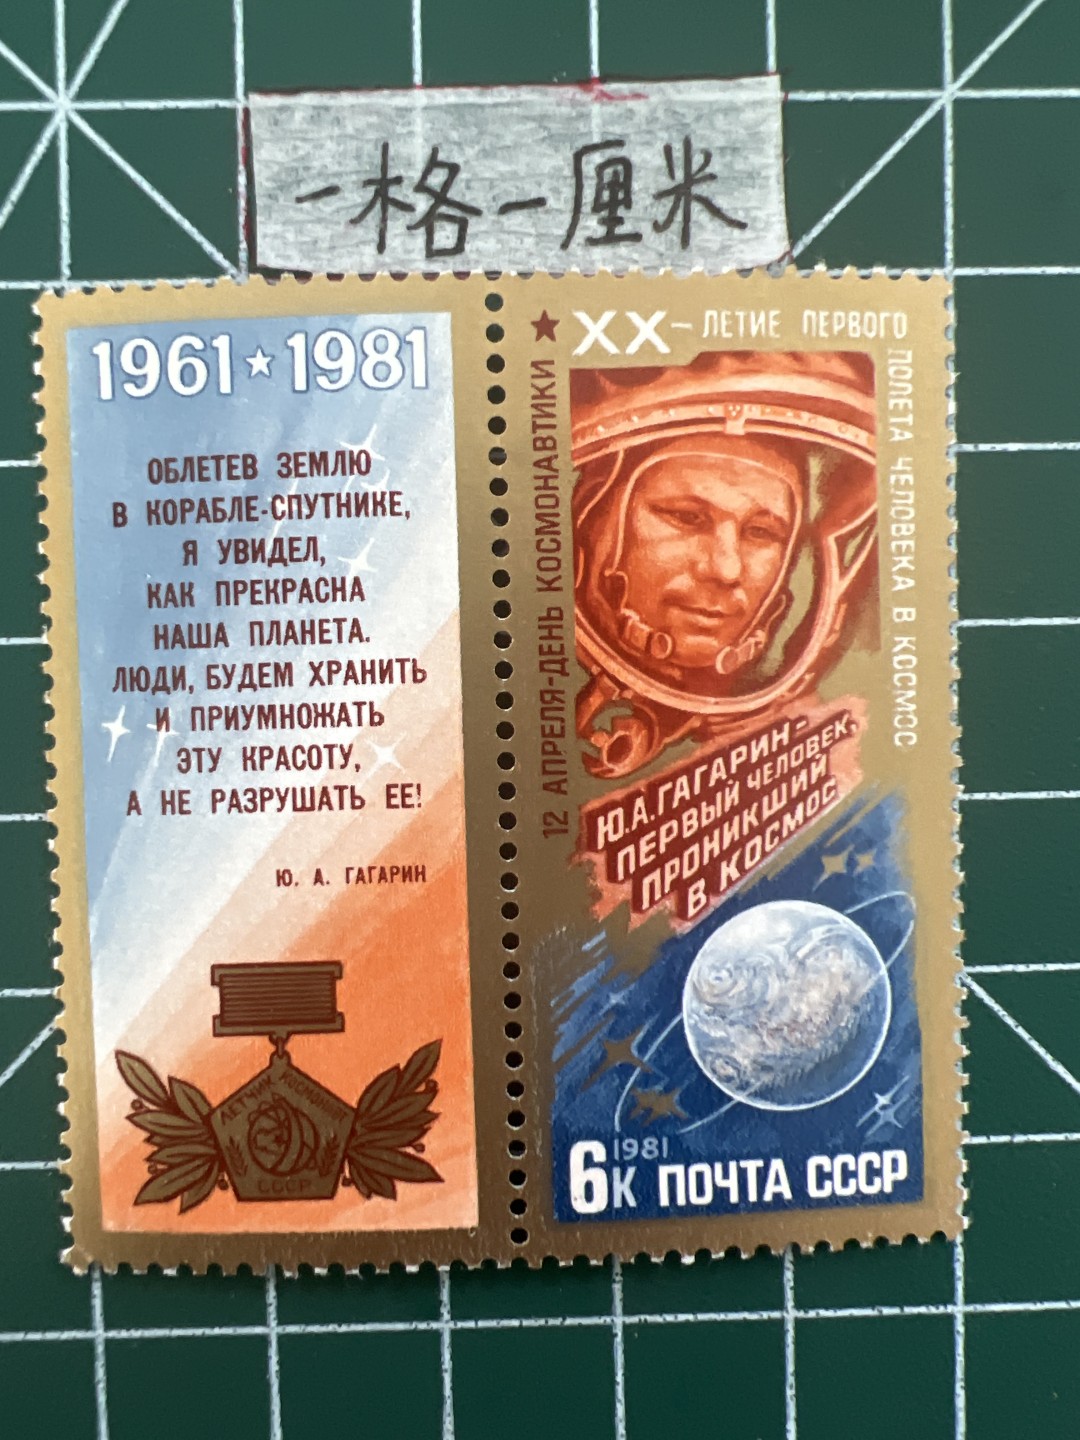 一格一厘米
1961★1981
ОБЛЕТЕВ ЗЕМЛЮ
В КОРАБЛЕ-СПУТНИКЕ,
Я УВИДЕЛ,
КАК ПРЕКРАСНА
НАША ПЛАНЕТА.
ЛЮДИ, БУДЕМ ХРАНИТЬ
И ПРИУМНОЖАТЬ
ЭТУ КРАСОТУ,
А НЕ РАЗРУШАТЬ ЕЕ!
Ю. А. ГАГАРИН
ЛЕТЧИК КОСМОНАВТ
СССР
12 АПРЕЛЯ-ДЕНЬ КОСМОНАВТИКИ ★
XX-ЛЕТИЕ ПЕРВОГО
ПОЛЕТА ЧЕЛОВЕКА В КОСМОС
Ю.А.ГАГАРИН-
ПЕРВЫЙ ЧЕЛОВЕК,
ПРОНИКШИЙ
В КОСМОС
1981
6К ПОЧТА СССР